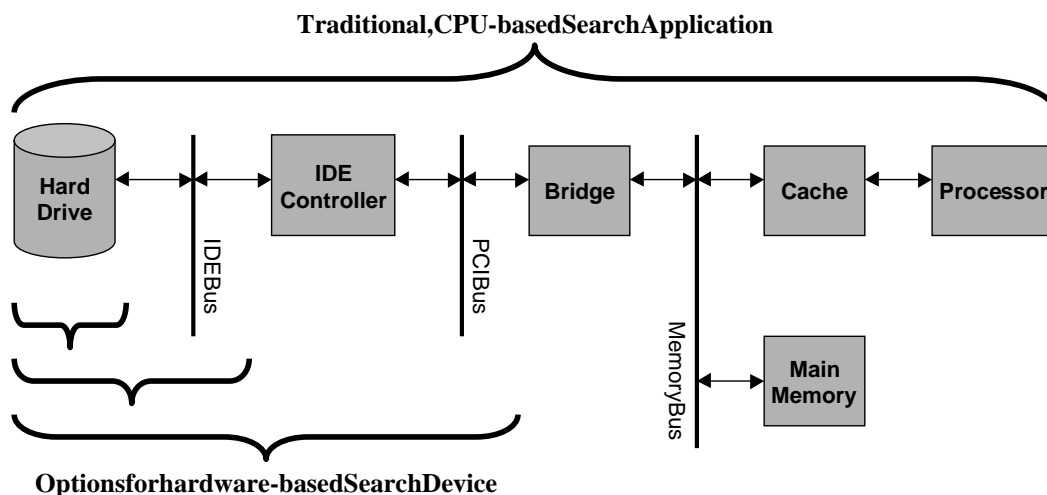 Traditional,CPU-basedSearchApplication
Hard
Drive
IDEBus
IDE
Controller
PCIBus
Bridge
MemoryBus
Cache
Processor
Main
Memory
Optionsforhardware-basedSearchDevice